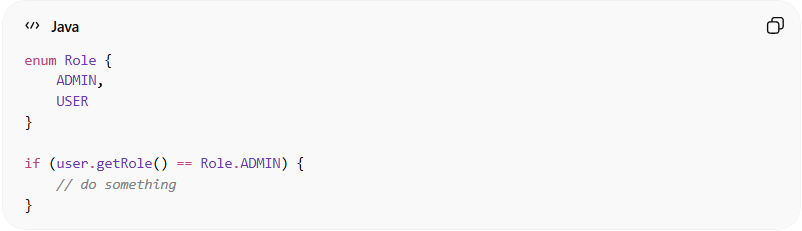 Java
enum Role {
    ADMIN,
    USER
}

if (user.getRole() == Role.ADMIN) {
    // do something
}